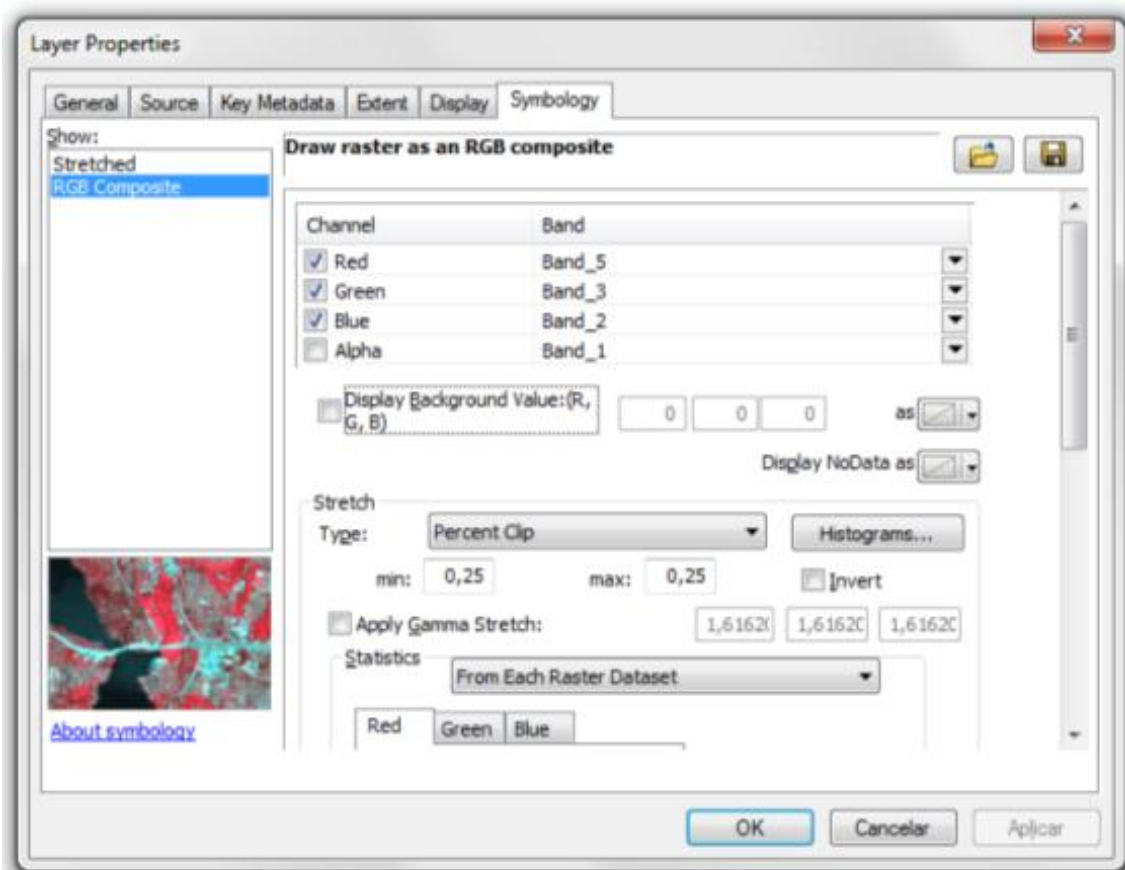 Layer Properties
General Source Key Metadata Extent Display Symbology
Show:
Stretched
RGB Composite
Draw raster as an RGB composite
Channel Band
Red Band_5
Green Band_3
Blue Band_2
Alpha Band_1
Display Background Value:(R,
G, B) 0 0 0 as
Display NoData as
Stretch
Type: Percent Clip Histograms...
min: 0,25 max: 0,25 Invert
Apply Gamma Stretch: 1,6162( 1,6162( 1,6162(
Statistics
From Each Raster Dataset
Red Green Blue
About symbology
OK Cancelar Aplicar